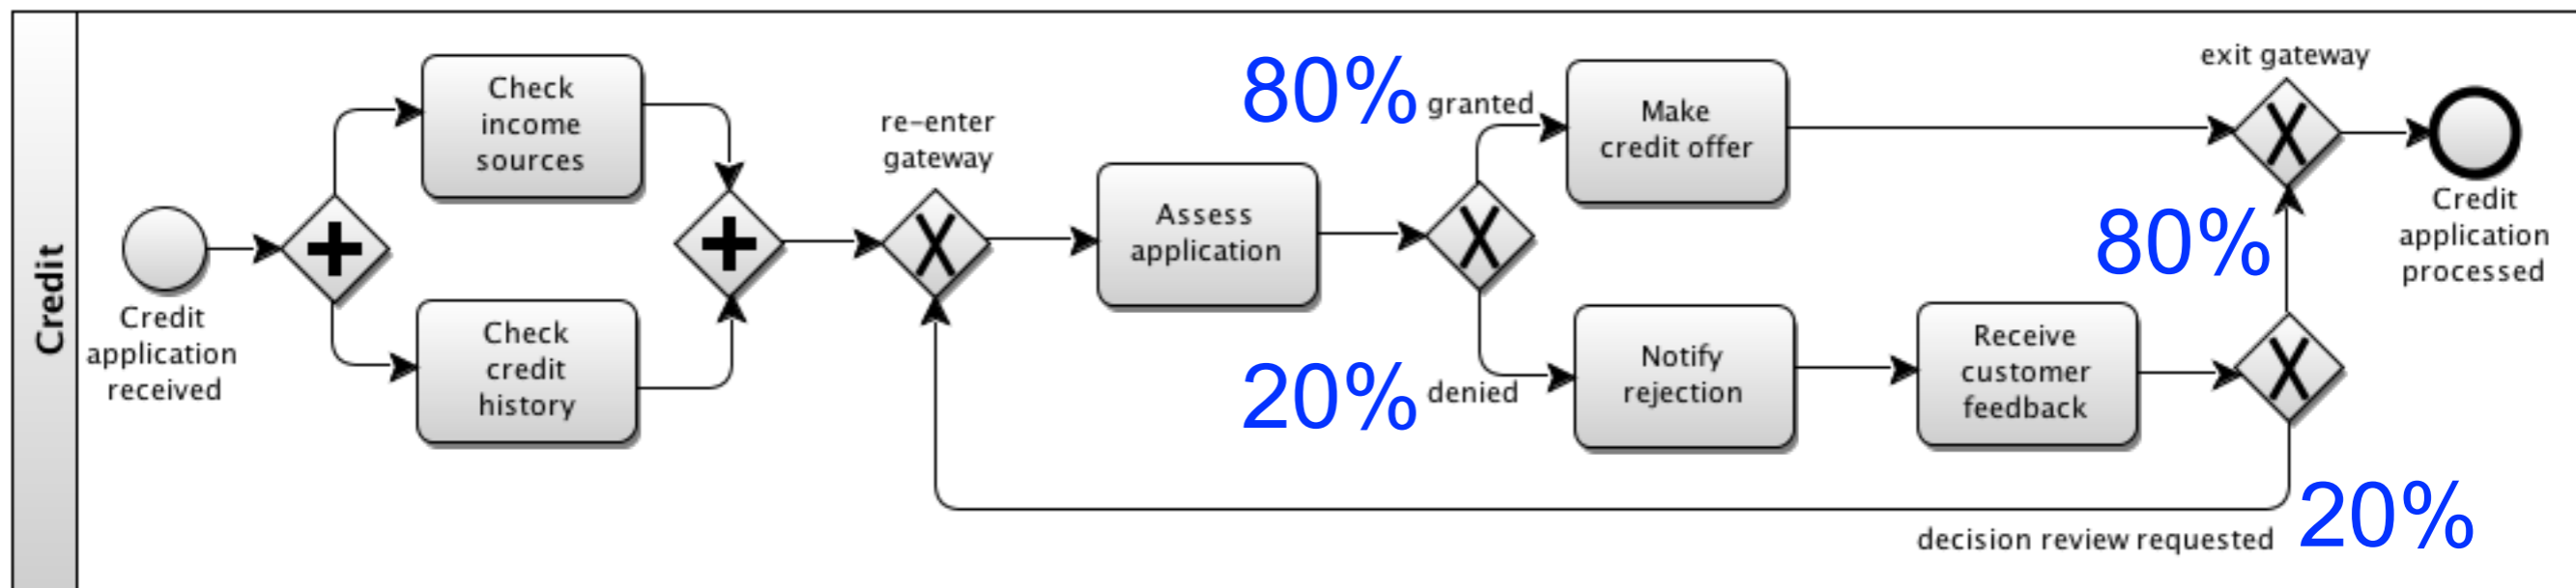 Credit
Credit
application
received
Check
income
sources
Check
credit
history
re-enter
gateway
Assess
application
80%
granted
20%
denied
Make
credit offer
Notify
rejection
Receive
customer
feedback
exit gateway
80%
20%
decision review requested
Credit
application
processed